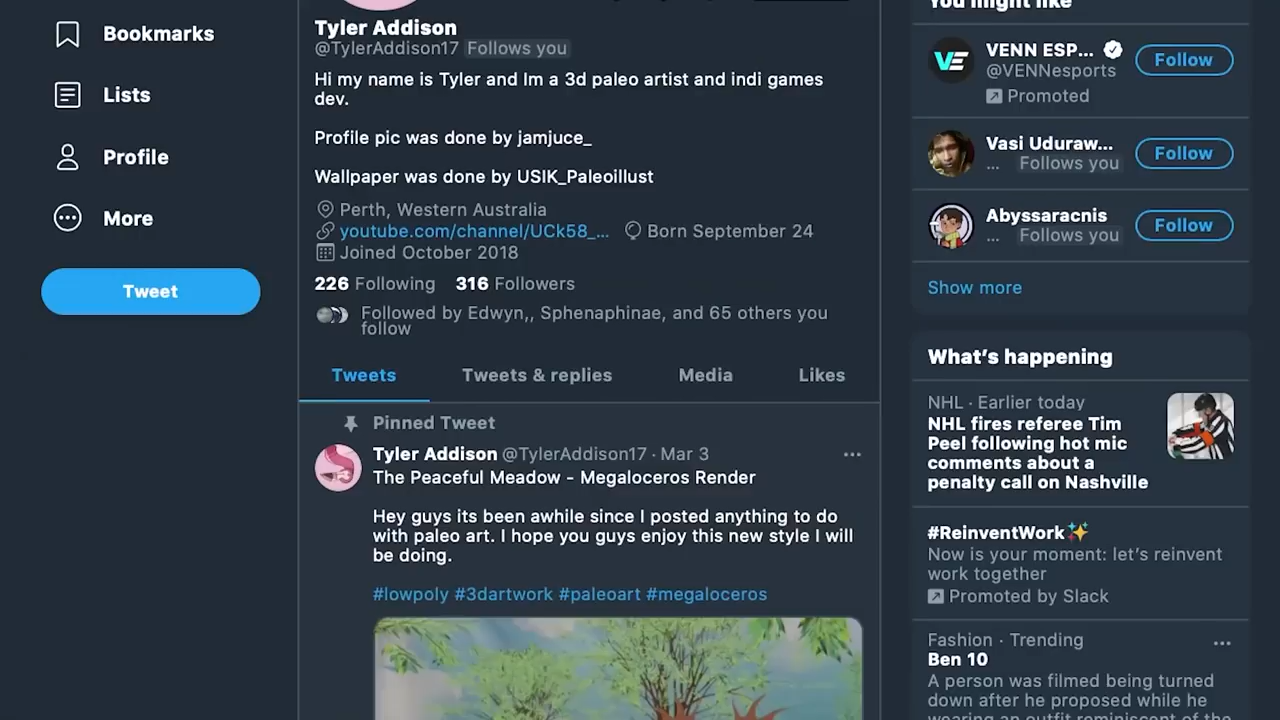 Bookmarks
Lists
Profile
More
Tweet
Tyler Addison
@TylerAddison17 Follows you
Hi my name is Tyler and Im a 3d paleo artist and indi games
dev.
Profile pic was done by jamjuce_
Wallpaper was done by USIK_Paleoillust
Perth, Western Australia
youtube.com/channel/UCk58_... Born September 24
Joined October 2018
226 Following 316 Followers
Followed by Edwyn,, Sphenaphinae, and 65 others you
follow
Tweets Tweets & replies Media Likes
Pinned Tweet
Tyler Addison @TylerAddison17 · Mar 3
The Peaceful Meadow - Megaloceros Render
Hey guys its been awhile since I posted anything to do
with paleo art. I hope you guys enjoy this new style I will
be doing.
#lowpoly #3dartwork #paleoart #megaloceros
You might like
VENN ESP...
@VENNesports
Promoted
Follow
Vasi Uduraw...
... Follows you
Follow
Abyssaracnis
... Follows you
Follow
Show more
What's happening
NHL · Earlier today
NHL fires referee Tim
Peel following hot mic
comments about a
penalty call on Nashville
#ReinventWork✨
Now is your moment: let's reinvent
work together
Promoted by Slack
Fashion · Trending
Ben 10
A person was filmed being turned
down after he proposed while he
wearing an outfit reminiscent of the